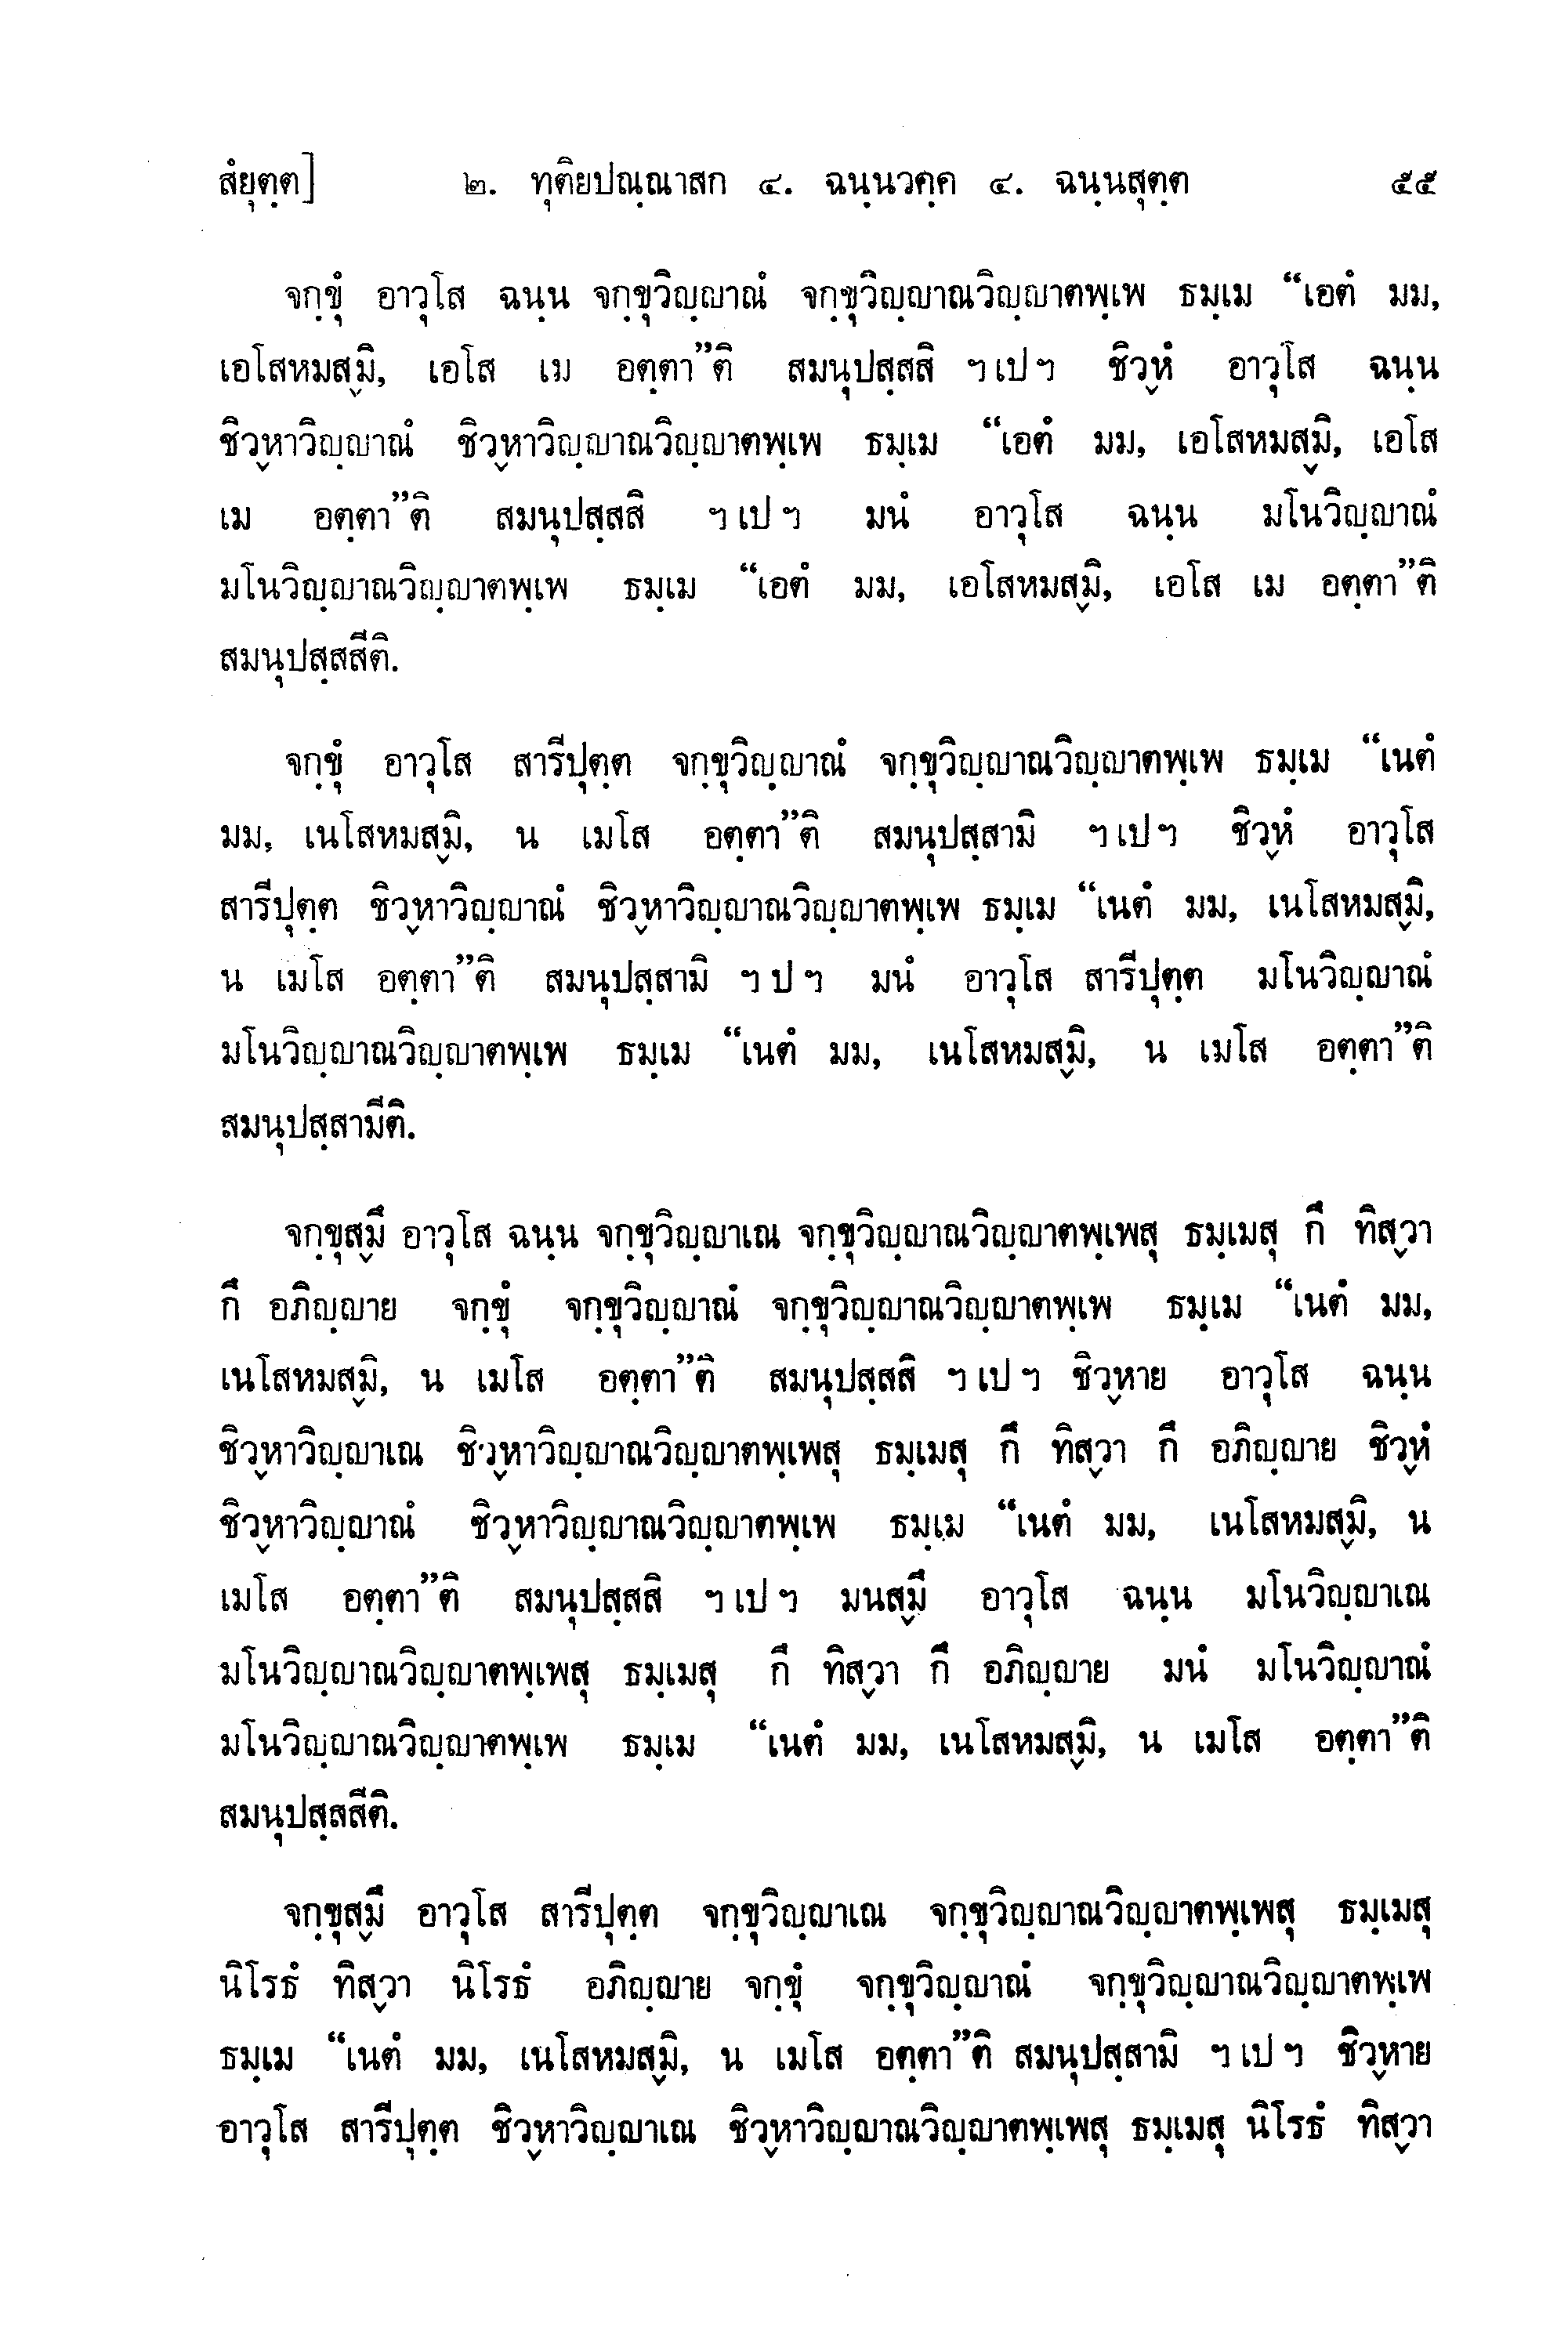 สํยุตฺต]	๒. ทุติยปณฺณาสก ๔. ฉนฺนวคฺค ๔. ฉนฺนสุตฺต	๕๕
จกฺขุํ อาวุโส ฉนฺน จกฺขุวิญฺญาณํ จกฺขุวิญฺญาณวิญฺญาตพฺเพ ธมฺเม “เอตํ มม,
เอโสหมสฺมิ, เอโส เม อตฺตา”ติ สมนุปสฺสสิ ฯ เป ฯ ชิวฺหํ อาวุโส ฉนฺน
ชิวฺหาวิญฺญาณํ ชิวฺหาวิญฺญาณวิญฺญาตพฺเพ ธมฺเม “เอตํ มม, เอโสหมสฺมิ, เอโส
เม อตฺตา”ติ สมนุปสฺสสิ ฯ เป ฯ มนํ อาวุโส ฉนฺน มโนวิญฺญาณํ
มโนวิญฺญาณวิญฺญาตพฺเพ ธมฺเม “เอตํ มม, เอโสหมสฺมิ, เอโส เม อตฺตา”ติ
สมนุปสฺสสีติ.
จกฺขุํ อาวุโส สารีปุตฺต จกฺขุวิญฺญาณํ จกฺขุวิญฺญาณวิญฺญาตพฺเพ ธมฺเม “เนตํ
มม, เนโสหมสฺมิ, น เมโส อตฺตา”ติ สมนุปสฺสามิ ฯ เป ฯ ชิวฺหํ อาวุโส
สารีปุตฺต ชิวฺหาวิญฺญาณํ ชิวฺหาวิญฺญาณวิญฺญาตพฺเพ ธมฺเม “เนตํ มม, เนโสหมสฺมิ,
น เมโส อตฺตา”ติ สมนุปสฺสามิ ฯ ป ฯ มนํ อาวุโส สารีปุตฺต มโนวิญฺญาณํ
มโนวิญฺญาณวิญฺญาตพฺเพ ธมฺเม “เนตํ มม, เนโสหมสฺมิ, น เมโส อตฺตา”ติ
สมนุปสฺสามีติ.
จกฺขุสฺมึ อาวุโส ฉนฺน จกฺขุวิญฺญาเณ จกฺขุวิญฺญาณวิญฺญาตพฺเพสุ ธมฺเมสุ กึ ทิสฺวา
กึ อภิญฺญาย จกฺขุํ จกฺขุวิญฺญาณํ จกฺขุวิญฺญาณวิญฺญาตพฺเพ ธมฺเม “เนตํ มม,
เนโสหมสฺมิ, น เมโส อตฺตา”ติ สมนุปสฺสสิ ฯ เป ฯ ชิวฺหาย อาวุโส ฉนฺน
ชิวฺหาวิญฺญาเณ ชิวฺหาวิญฺญาณวิญฺญาตพฺเพสุ ธมฺเมสุ กึ ทิสฺวา กึ อภิญฺญาย ชิวฺหํ
ชิวฺหาวิญฺญาณํ ชิวฺหาวิญฺญาณวิญฺญาตพฺเพ ธมฺเม “เนตํ มม, เนโสหมสฺมิ, น
เมโส อตฺตา”ติ สมนุปสฺสสิ ฯ เป ฯ มนสฺมึ อาวุโส ฉนฺน มโนวิญฺญาเณ
มโนวิญฺญาณวิญฺญาตพฺเพสุ ธมฺเมสุ กึ ทิสฺวา กึ อภิญฺญาย มนํ มโนวิญฺญาณํ
มโนวิญฺญาณวิญฺญาตพฺเพ ธมฺเม “เนตํ มม, เนโสหมสฺมิ, น เมโส อตฺตา”ติ
สมนุปสฺสสีติ.
จกฺขุสฺมึ อาวุโส สารีปุตฺต จกฺขุวิญฺญาเณ จกฺขุวิญฺญาณวิญฺญาตพฺเพสุ ธมฺเมสุ
นิโรธํ ทิสฺวา นิโรธํ อภิญฺญาย จกฺขุํ จกฺขุวิญฺญาณํ จกฺขุวิญฺญาณวิญฺญาตพฺเพ
ธมฺเม “เนตํ มม, เนโสหมสฺมิ, น เมโส อตฺตา”ติ สมนุปสฺสามิ ฯ เป ฯ ชิวฺหาย
อาวุโส สารีปุตฺต ชิวฺหาวิญฺญาเณ ชิวฺหาวิญฺญาณวิญฺญาตพฺเพสุ ธมฺเมสุ นิโรธํ ทิสฺวา